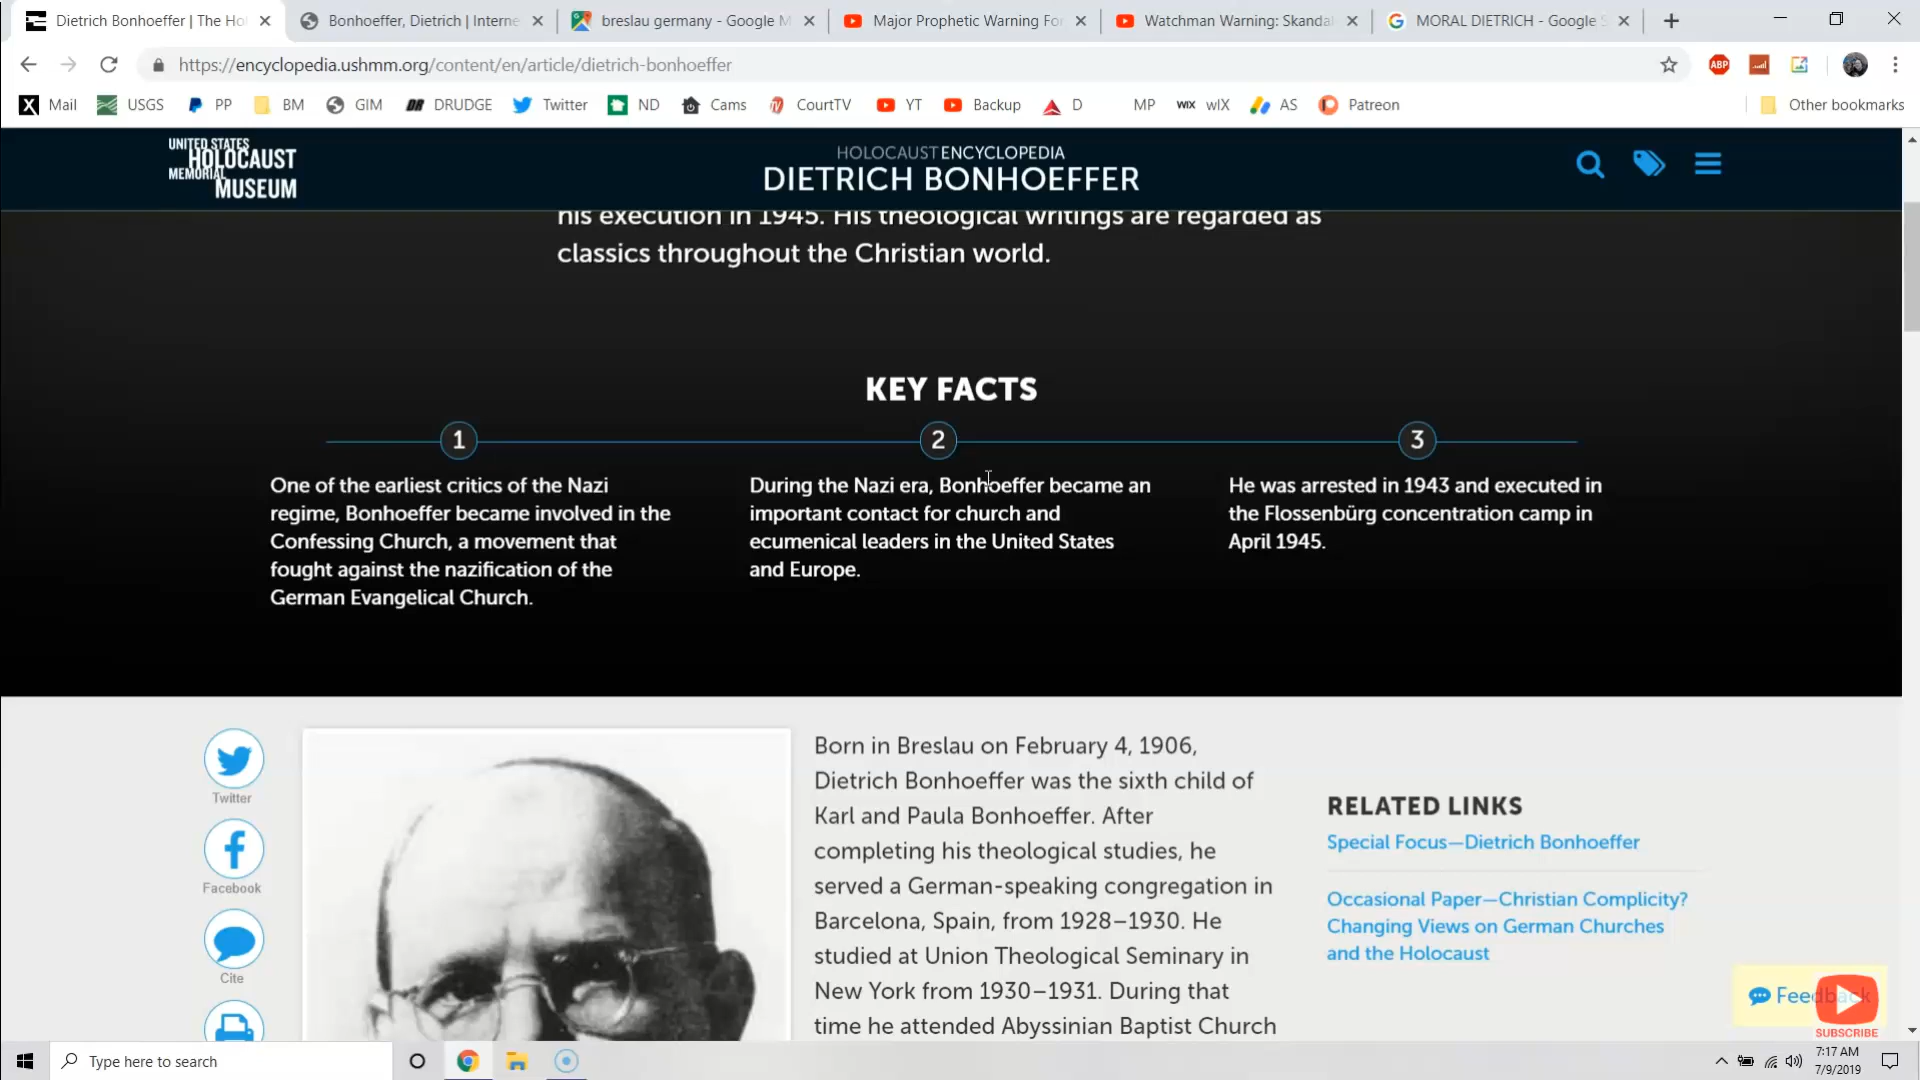 Dietrich Bonhoeffer | The Ho
Bonhoeffer, Dietrich | Interne
breslau germany - Google M
Major Prophetic Warning Fo
Watchman Warning: Skanda
MORAL DIETRICH - Google S
https://encyclopedia.ushmm.org/content/en/article/dietrich-bonhoeffer
ABP
X Mail USGS PP BM GIM DR DRUDGE Twitter ND Cams CourtTV YT Backup D MP WIX wIX AS Patreon Other bookmarks
UNITED STATES
HOLOCAUST
MEMORIAL
MUSEUM
HOLOCAUST ENCYCLOPEDIA
DIETRICH BONHOEFFER
his execution in 1945. His theological writings are regarded as
classics throughout the Christian world.
KEY FACTS
1
2
3
One of the earliest critics of the Nazi
regime, Bonhoeffer became involved in the
Confessing Church, a movement that
fought against the nazification of the
German Evangelical Church.
During the Nazi era, Bonhoeffer became an
important contact for church and
ecumenical leaders in the United States
and Europe.
He was arrested in 1943 and executed in
the Flossenbürg concentration camp in
April 1945.
Twitter
Facebook
Cite
Born in Breslau on February 4, 1906,
Dietrich Bonhoeffer was the sixth child of
Karl and Paula Bonhoeffer. After
completing his theological studies, he
served a German-speaking congregation in
Barcelona, Spain, from 1928–1930. He
studied at Union Theological Seminary in
New York from 1930–1931. During that
time he attended Abyssinian Baptist Church
RELATED LINKS
Special Focus—Dietrich Bonhoeffer
Occasional Paper—Christian Complicity?
Changing Views on German Churches
and the Holocaust
Feedback
SUBSCRIBE
Type here to search
7:17 AM
7/9/2019